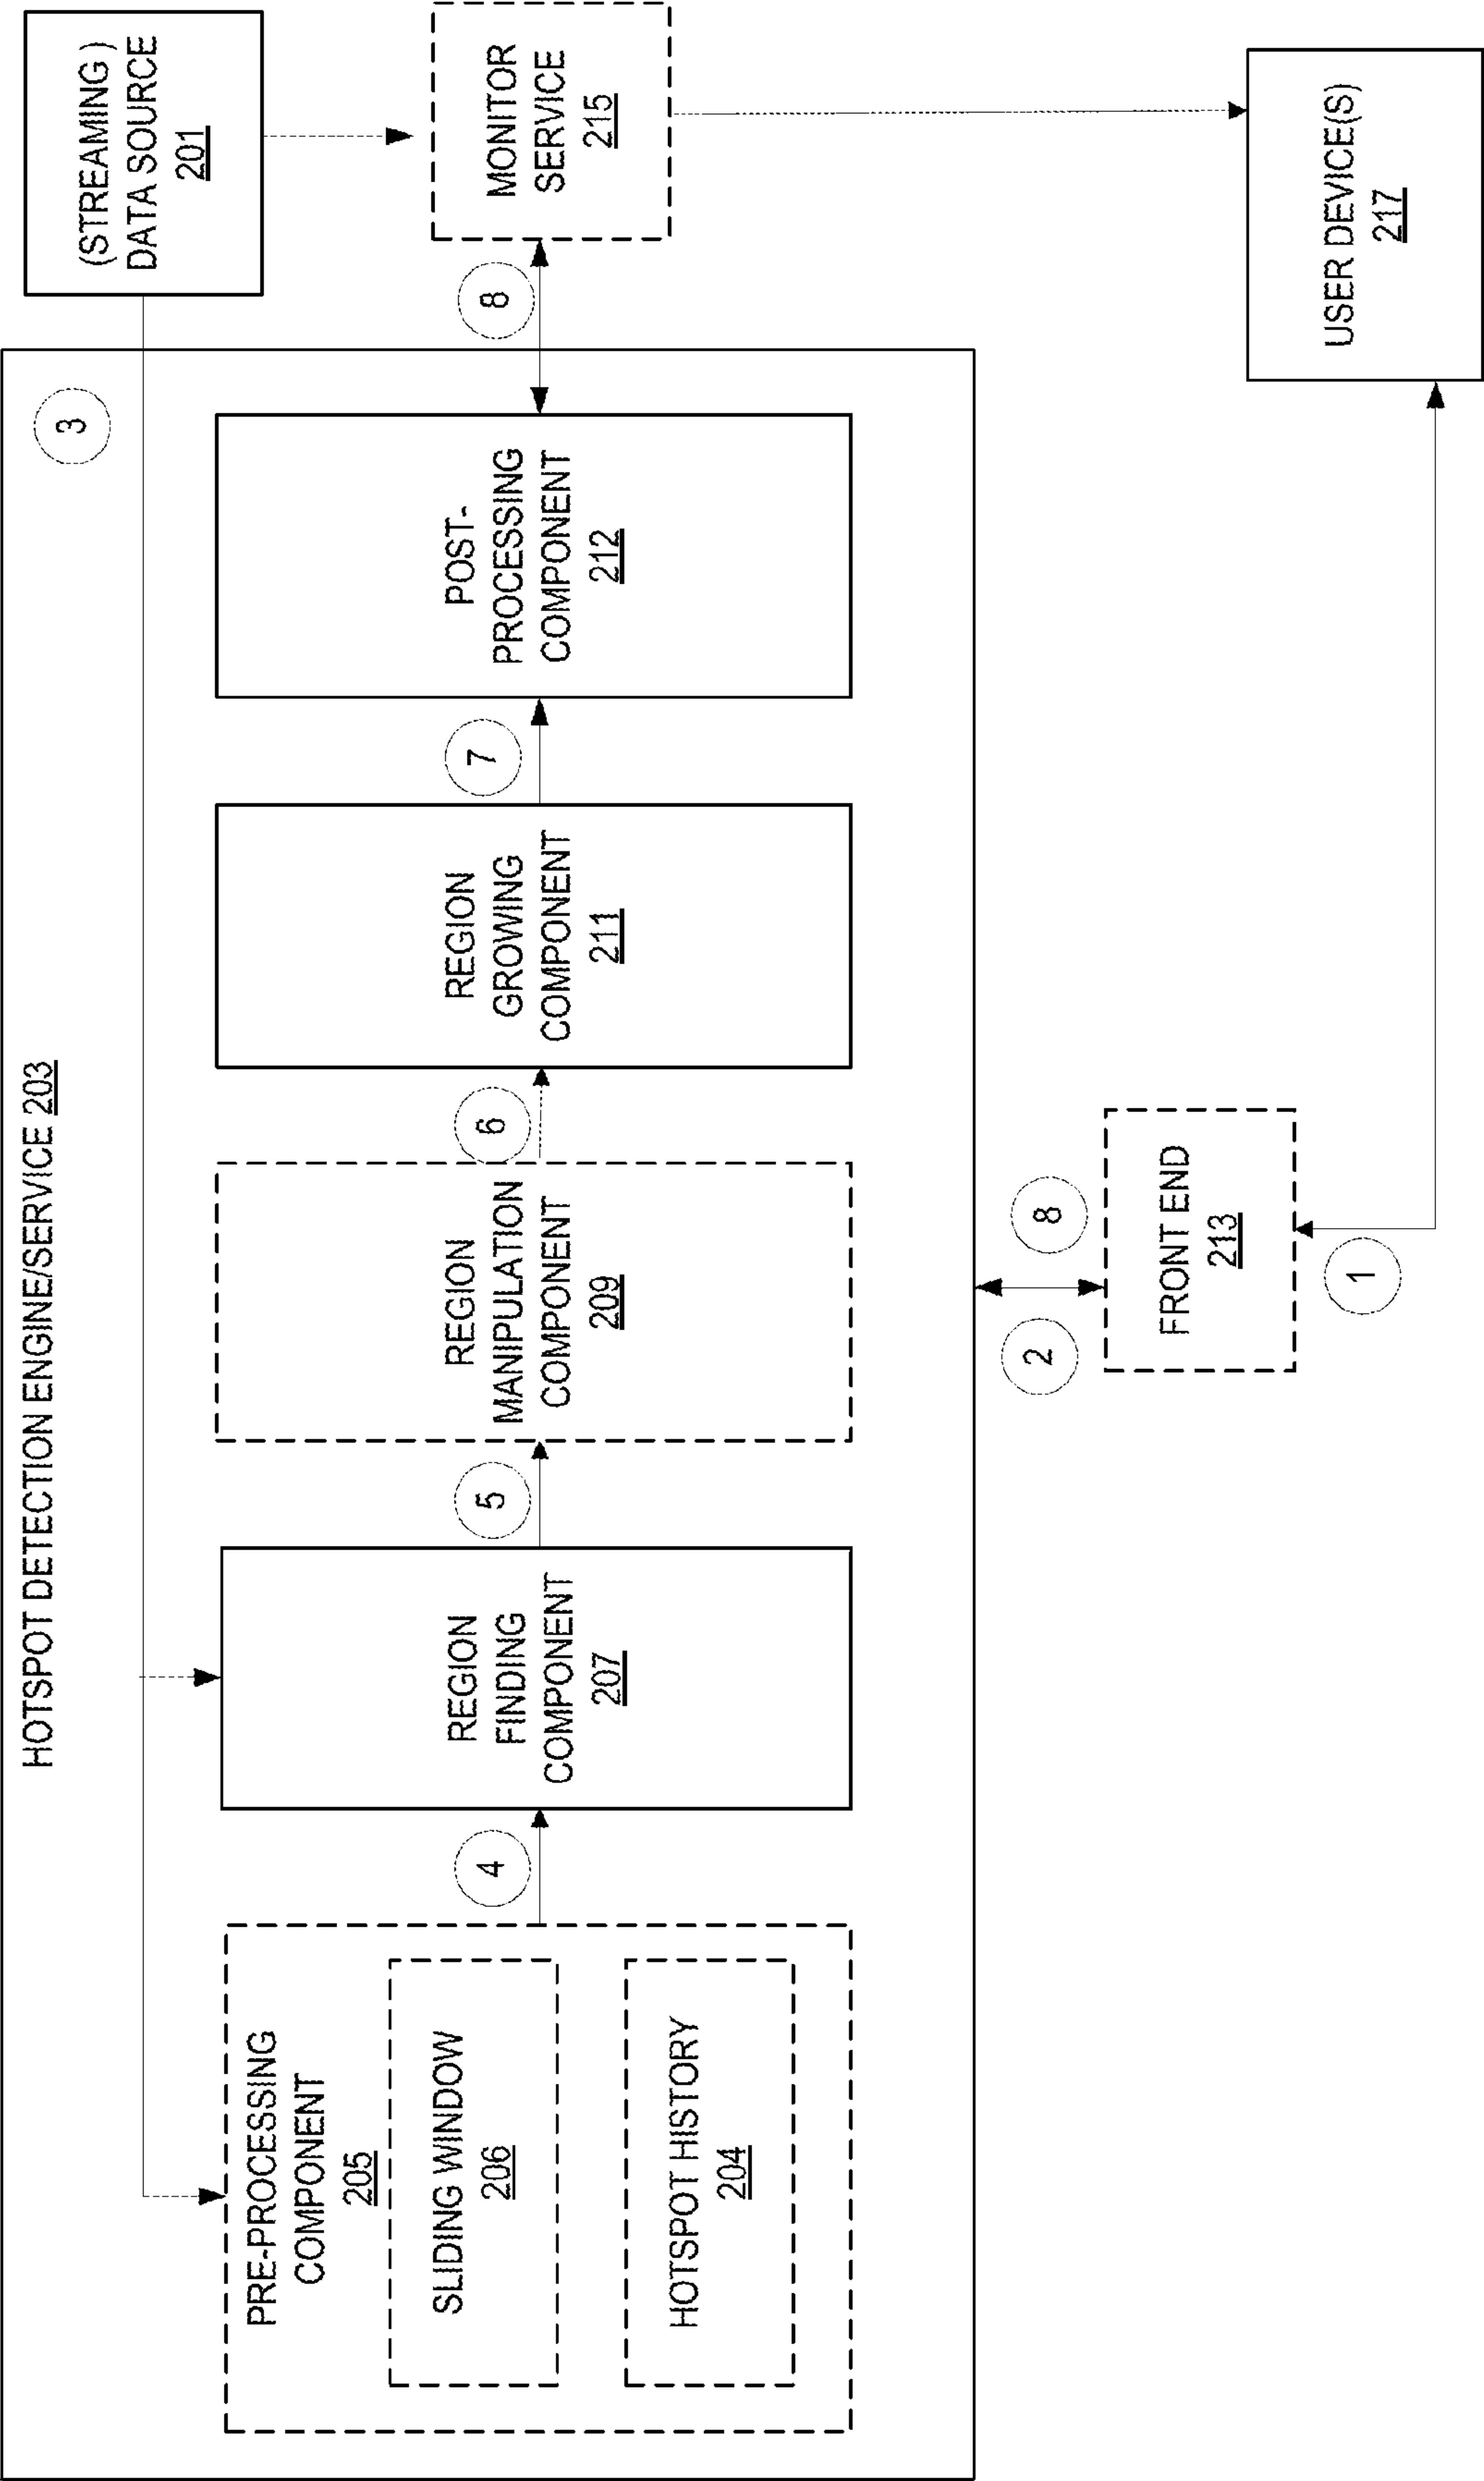 HOTSPOT DETECTION ENGINE/SERVICE 203
3
(STREAMING )
DATA SOURCE
201
PRE-PROCESSING
COMPONENT
205
SLIDING WINDOW
206
HOTSPOT HISTORY
204
4
REGION
FINDING
COMPONENT
207
5
REGION
MANIPULATION
COMPONENT
209
6
REGION
GROWING
COMPONENT
211
7
POST-
PROCESSING
COMPONENT
212
8
MONITOR
SERVICE
215
2
8
FRONT END
213
1
USER DEVICE(S)
217